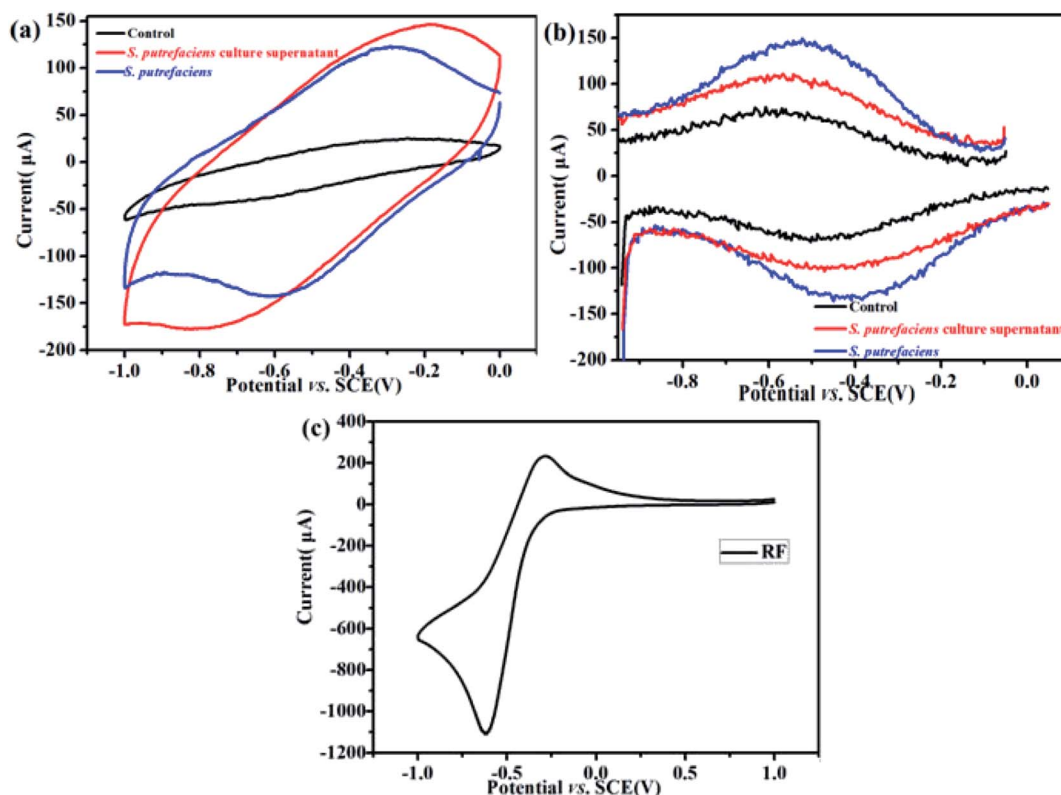 (a)
Control
S. putrefaciens culture supernatant
S. putrefaciens
150
100
50
0
-50
-100
-150
-200
Current( μA)
-1.0 -0.8 -0.6 -0.4 -0.2 0.0
Potential vs. SCE(V)
(b)
200
150
100
50
0
-50
-100
-150
-200
Current( μA)
Control
S. putrefaciens culture supernatant
S. putrefaciens
-0.8 -0.6 -0.4 -0.2 0.0
Potential vs. SCE(V)
(c)
400
200
0
-200
-400
-600
-800
-1000
1200
Current( μA)
RF
-1.0 -0.5 0.0 0.5 1.0
Potential vs. SCE(V)